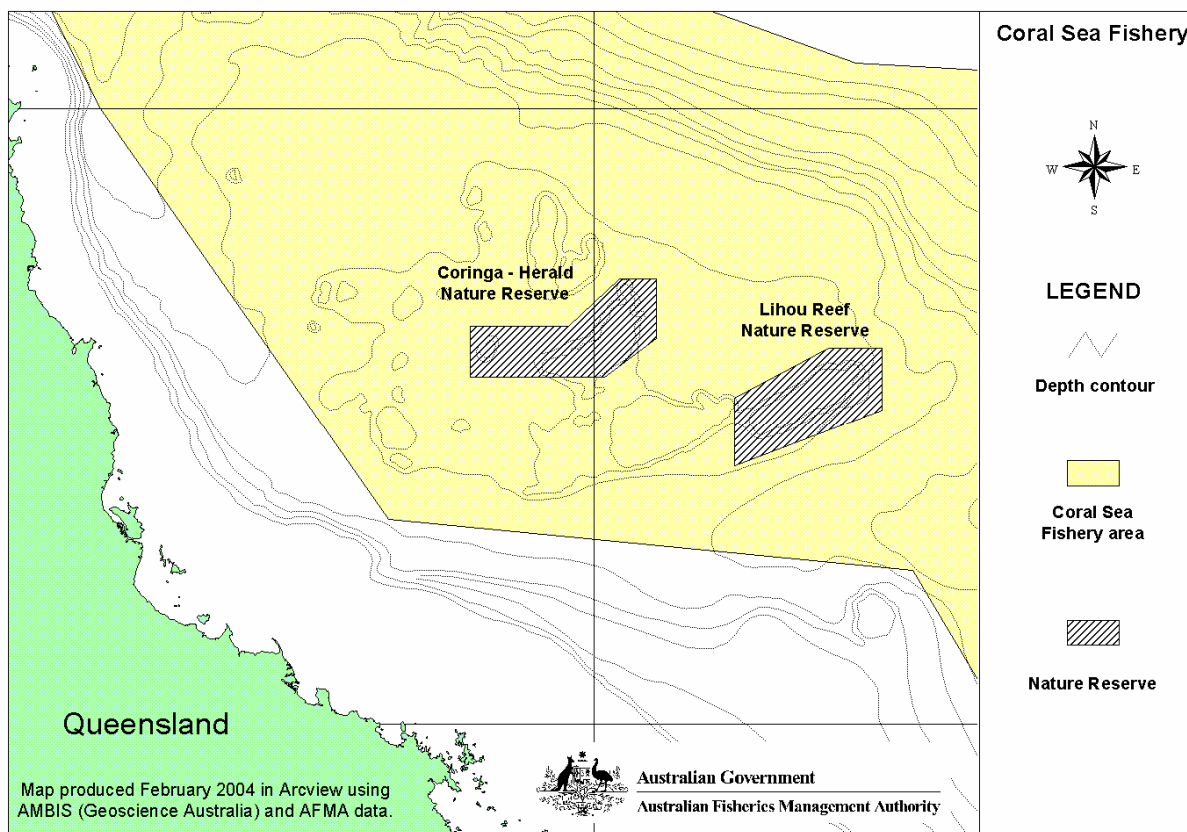 Coral Sea Fishery
N
W
E
S
LEGEND
Depth contour
Coral Sea
Fishery area
Nature Reserve
Coringa - Herald
Nature Reserve
Lihou Reef
Nature Reserve
Queensland
Map produced February 2004 in Arcview using
AMBIS (Geoscience Australia) and AFMA data.
Australian Government
Australian Fisheries Management Authority